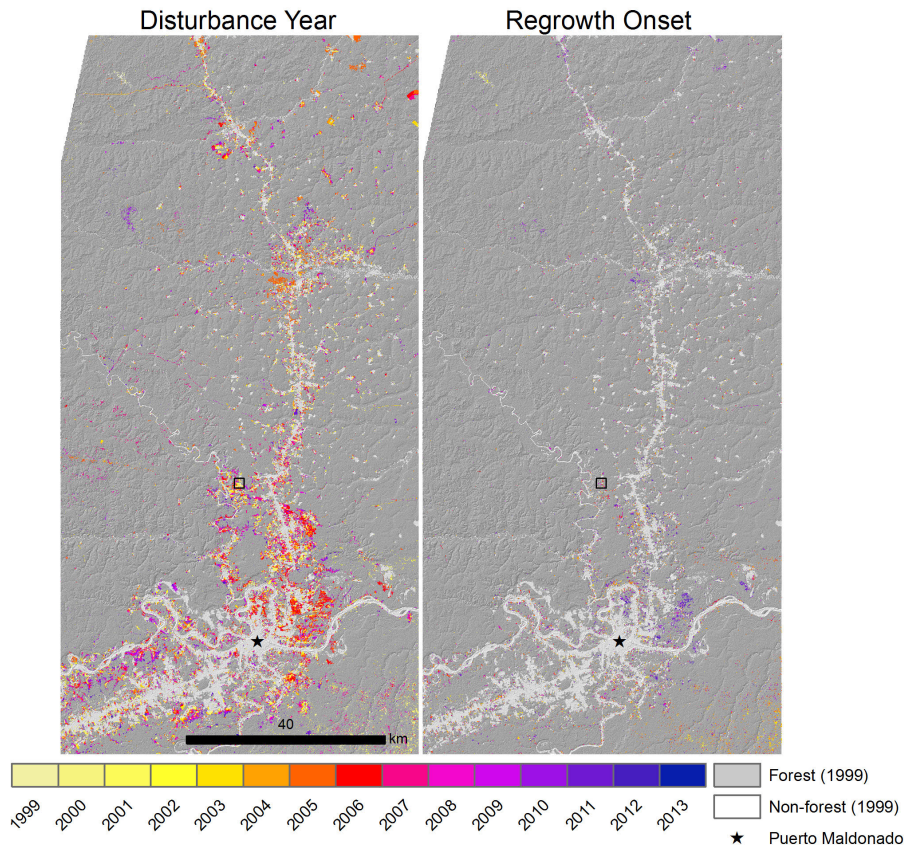 Disturbance Year
Regrowth Onset
40
km
1999
2000
2001
2002
2003
2004
2005
2006
2007
2008
2009
2010
2011
2012
2013
Forest (1999)
Non-forest (1999)
Puerto Maldonado